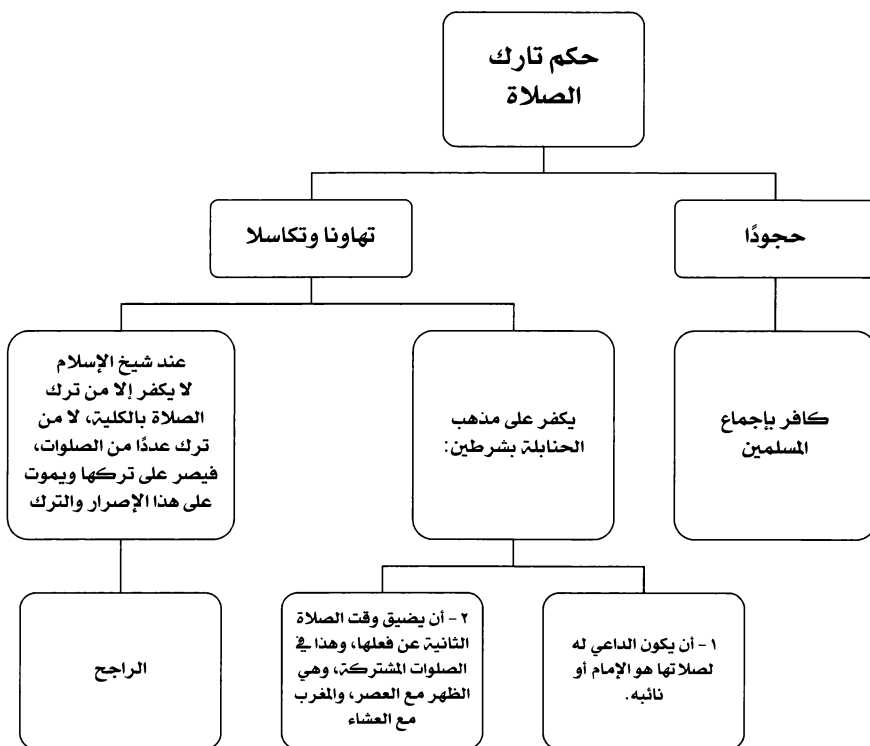 حكم تارك
الصلاة
حجودًا
تهاونا وتكاسلا
كافر بإجماع
المسلمين
يكفر على مذهب
الحنابلة بشرطين:
عند شيخ الإسلام
لا يكفر إلا من ترك
الصلاة بالكلية، لا من
ترك عددًا من الصلوات،
فيصر على تركها ويموت
على هذا الإصرار والترك
١ - أن يكون الداعي له
لصلاتها هو الإمام أو
نائبه.
٢ - أن يضيق وقت الصلاة
الثانية عن فعلها، وهذا في
الصلوات المشتركة، وهي
الظهر مع العصر، والمغرب
مع العشاء
الراجح